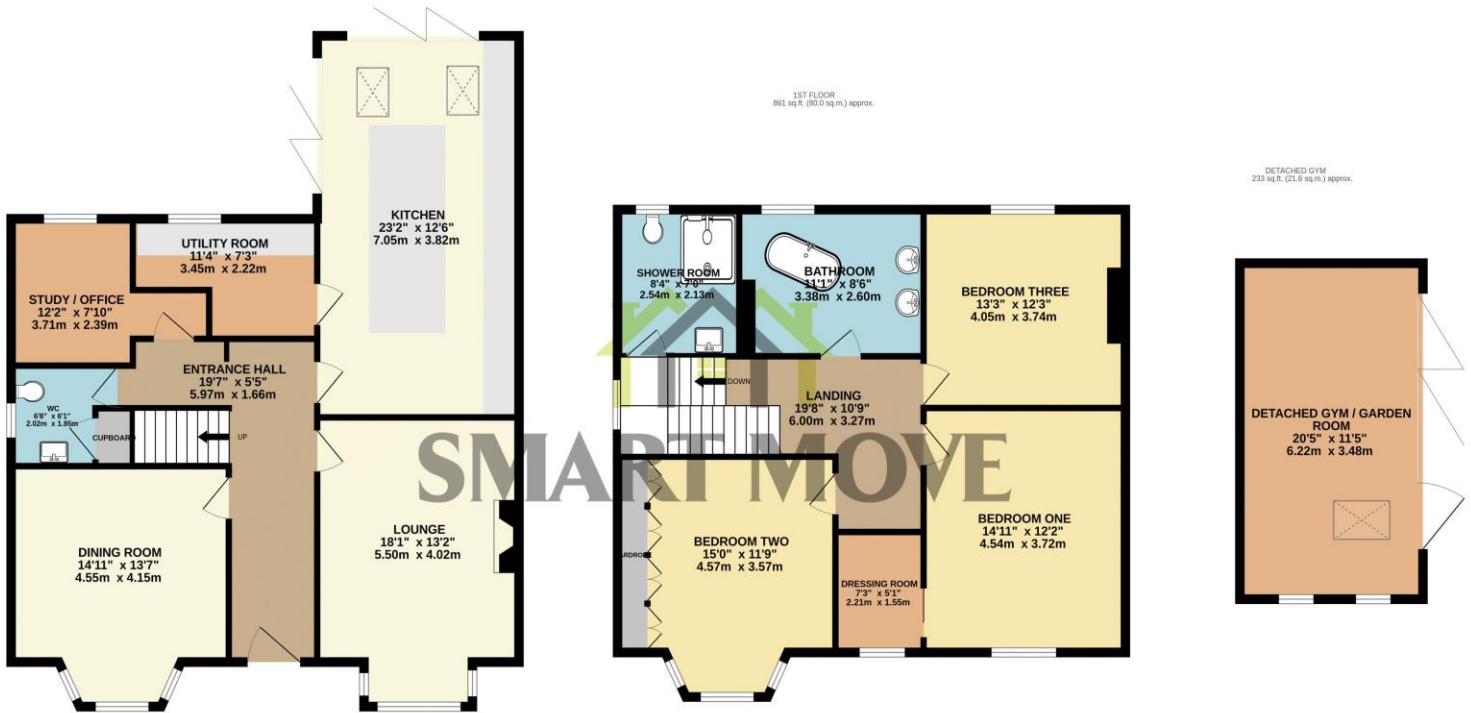 KITCHEN
23'2" x 12'6"
7.05m x 3.82m
UTILITY ROOM
11'4" x 7'3"
3.45m x 2.22m
STUDY / OFFICE
12'2" x 7'10"
3.71m x 2.39m
ENTRANCE HALL
19'7" x 5'5"
5.97m x 1.66m
WC
6'8" x 6'1"
2.02m x 1.85m
CUPBOARD
UP
DINING ROOM
14'11" x 13'7"
4.55m x 4.15m
LOUNGE
18'1" x 13'2"
5.50m x 4.02m
1ST FLOOR
861 sq.ft. (80.0 sq.m.) approx.
SHOWER ROOM
8'4" x 7'0"
2.54m x 2.13m
BATHROOM
11'1" x 8'6"
3.38m x 2.60m
BEDROOM THREE
13'3" x 12'3"
4.05m x 3.74m
DOWN
LANDING
19'8" x 10'9"
6.00m x 3.27m
BEDROOM TWO
15'0" x 11'9"
4.57m x 3.57m
DRESSING ROOM
7'3" x 5'1"
2.21m x 1.55m
BEDROOM ONE
14'11" x 12'2"
4.54m x 3.72m
SMART MOVE
DETACHED GYM
233 sq.ft. (21.6 sq.m.) approx.
DETACHED GYM / GARDEN
ROOM
20'5" x 11'5"
6.22m x 3.48m